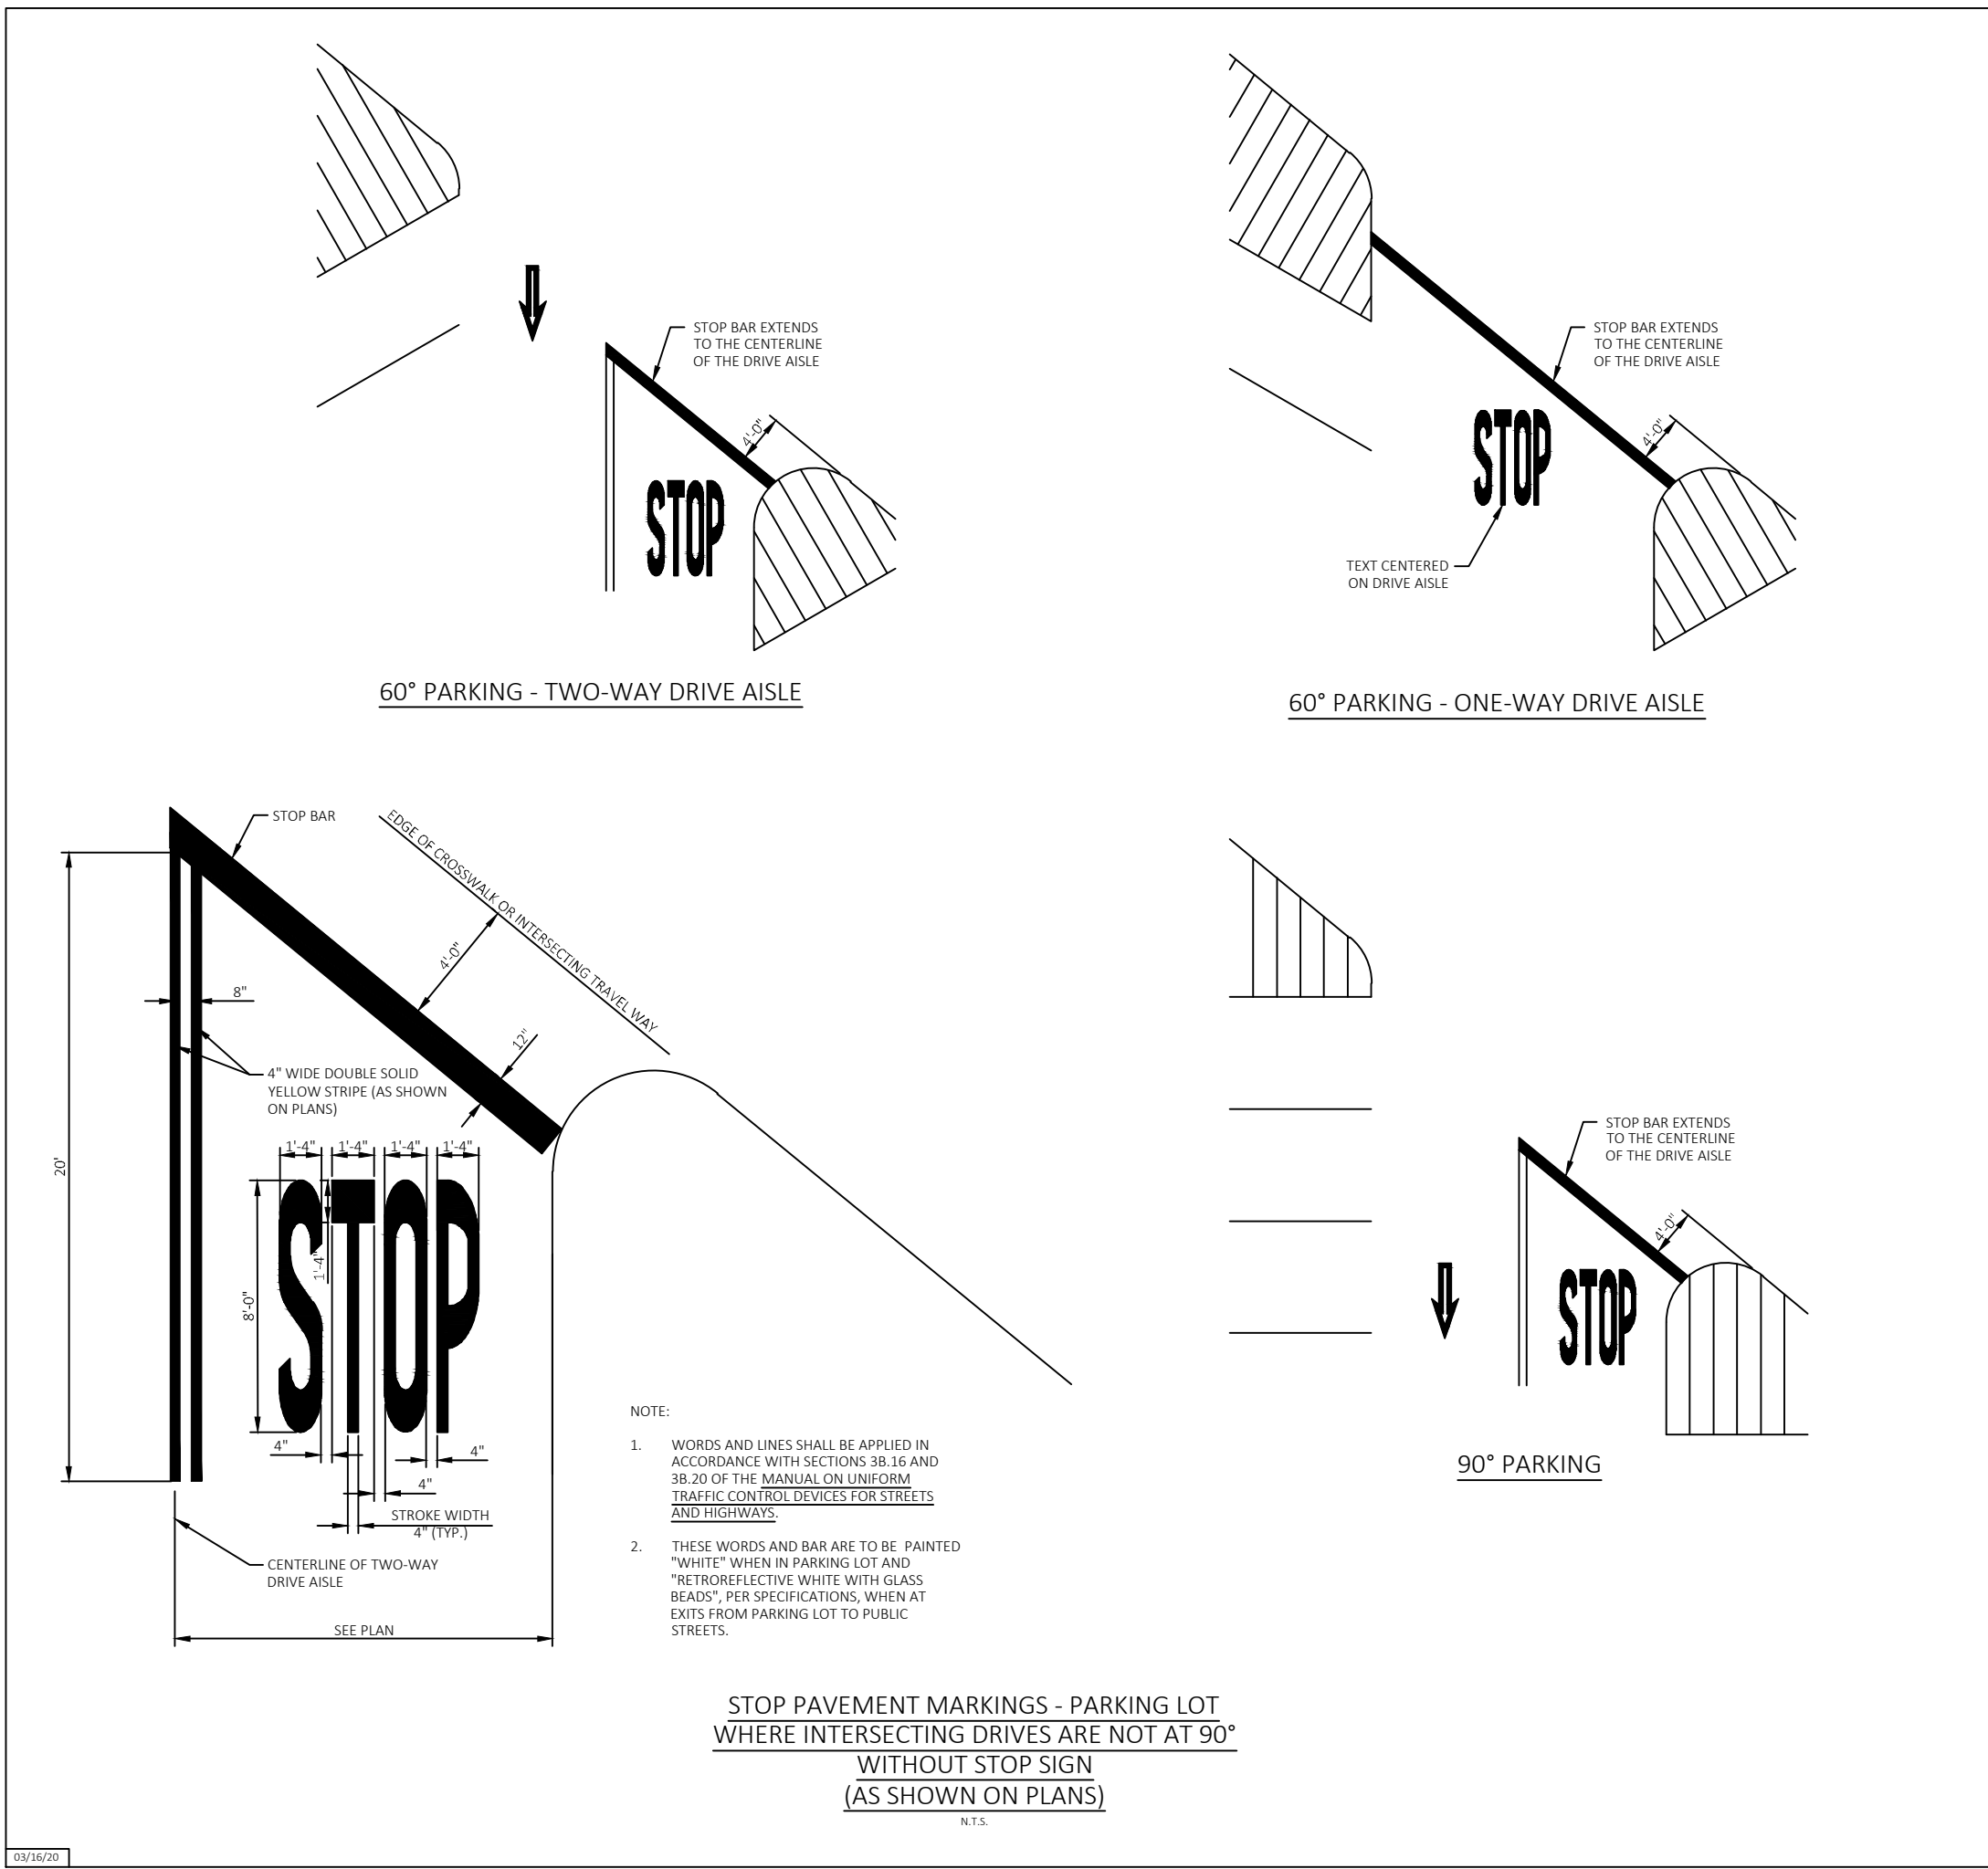 STOP BAR EXTENDS
TO THE CENTERLINE
OF THE DRIVE AISLE
4'-0"
STOP
60° PARKING - TWO-WAY DRIVE AISLE
STOP BAR EXTENDS
TO THE CENTERLINE
OF THE DRIVE AISLE
4'-0"
STOP
TEXT CENTERED
ON DRIVE AISLE
60° PARKING - ONE-WAY DRIVE AISLE
STOP BAR
EDGE OF CROSSWALK OR INTERSECTING TRAVEL WAY
4'-0"
8"
12"
4" WIDE DOUBLE SOLID
YELLOW STRIPE (AS SHOWN
ON PLANS)
20'
1'-4" 1'-4" 1'-4" 1'-4"
1'-4"
8'-0"
STOP
4" 4"
4"
STROKE WIDTH
4" (TYP.)
CENTERLINE OF TWO-WAY
DRIVE AISLE
SEE PLAN
NOTE:
1. WORDS AND LINES SHALL BE APPLIED IN
ACCORDANCE WITH SECTIONS 3B.16 AND
3B.20 OF THE MANUAL ON UNIFORM
TRAFFIC CONTROL DEVICES FOR STREETS
AND HIGHWAYS.
2. THESE WORDS AND BAR ARE TO BE PAINTED
"WHITE" WHEN IN PARKING LOT AND
"RETROREFLECTIVE WHITE WITH GLASS
BEADS", PER SPECIFICATIONS, WHEN AT
EXITS FROM PARKING LOT TO PUBLIC
STREETS.
STOP BAR EXTENDS
TO THE CENTERLINE
OF THE DRIVE AISLE
4'-0"
STOP
90° PARKING
STOP PAVEMENT MARKINGS - PARKING LOT
WHERE INTERSECTING DRIVES ARE NOT AT 90°
WITHOUT STOP SIGN
(AS SHOWN ON PLANS)
N.T.S.
03/16/20